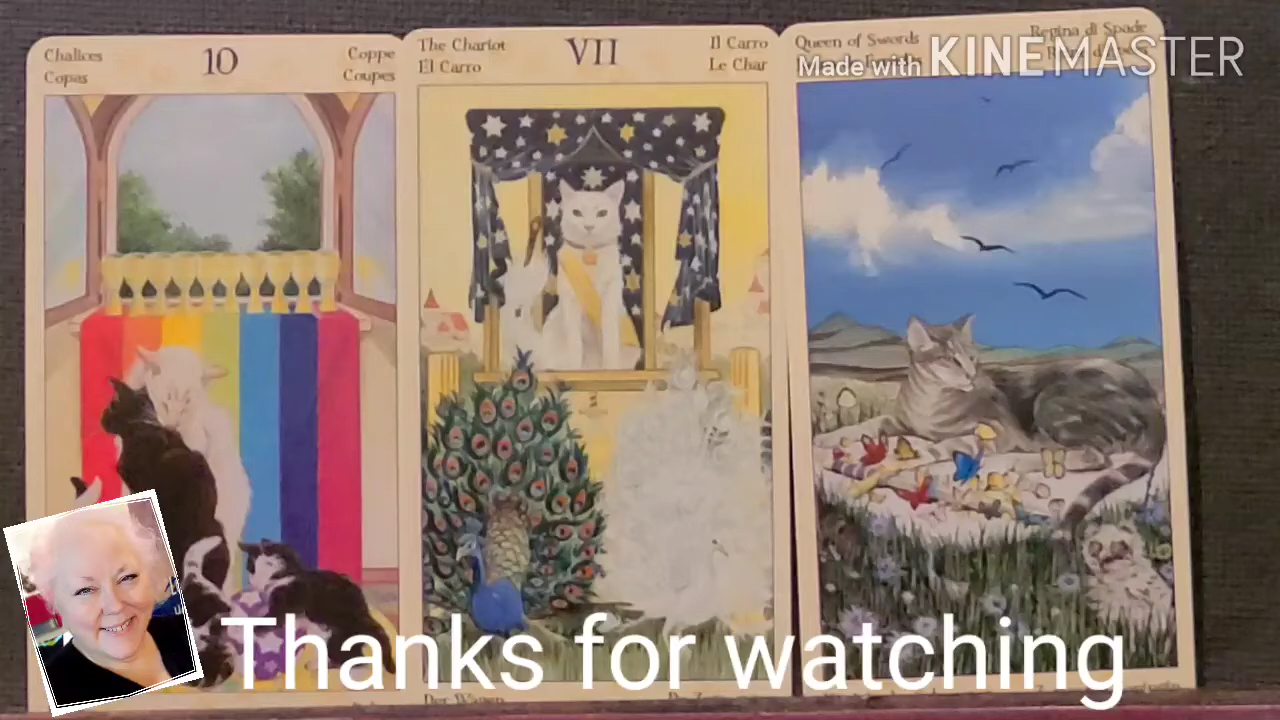 Chalices
Copas
10
Coppe
Coupes
The Chariot
El Carro
VII
Il Carro
Le Char
Queen of Swords
Regina di Spade
Made with KINEMASTER
Thanks for watching